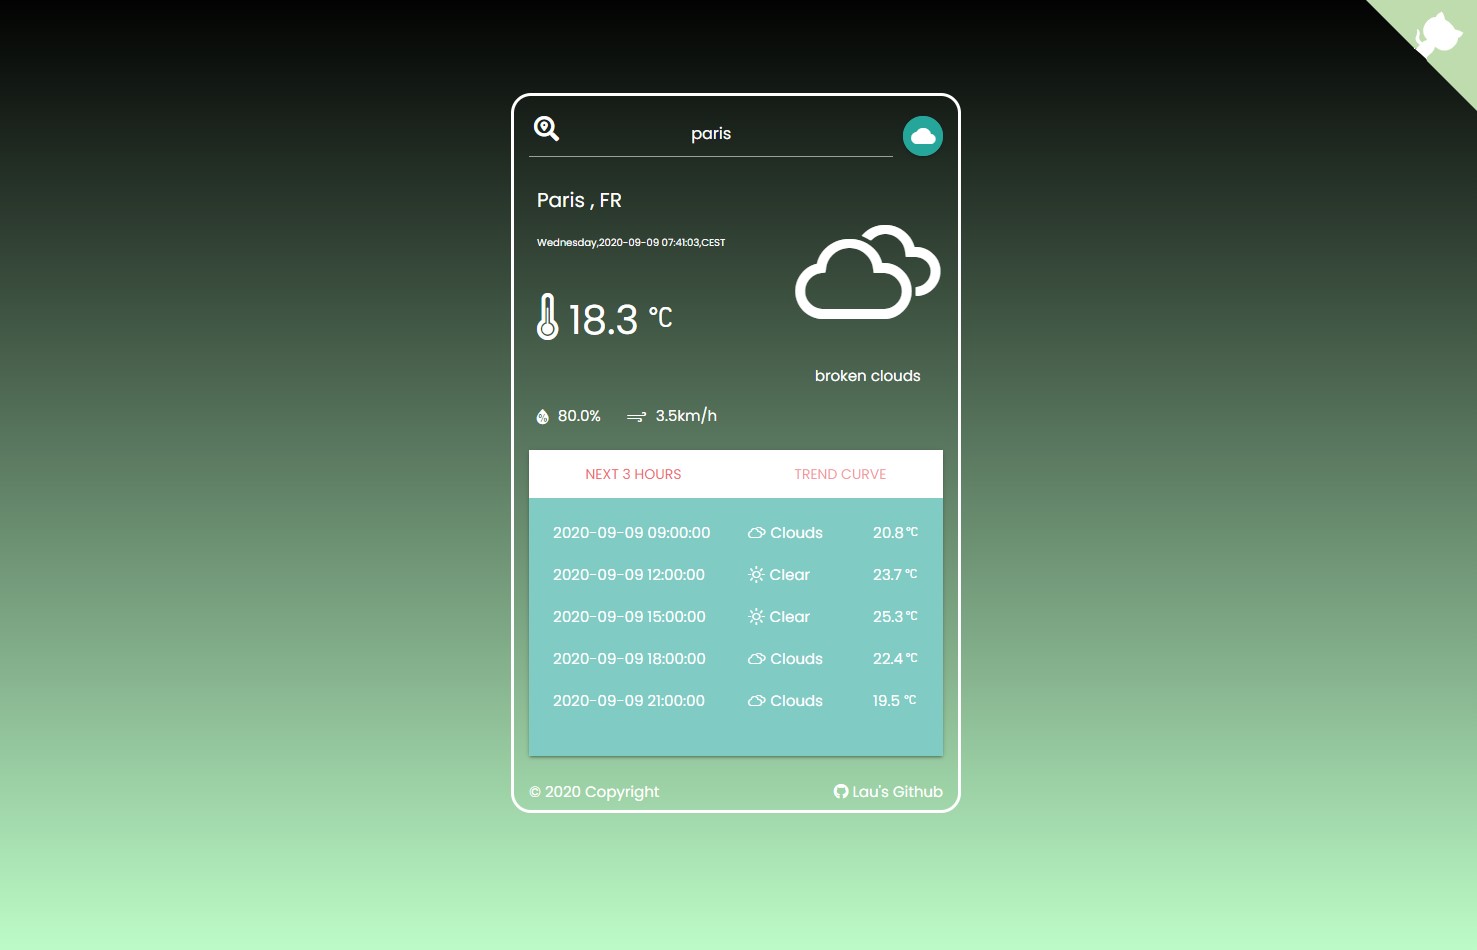 paris
Paris , FR
Wednesday,2020-09-09 07:41:03,CEST
18.3 °C
broken clouds
80.0% 3.5km/h
NEXT 3 HOURS TREND CURVE
2020-09-09 09:00:00 Clouds 20.8 °C
2020-09-09 12:00:00 Clear 23.7 °C
2020-09-09 15:00:00 Clear 25.3 °C
2020-09-09 18:00:00 Clouds 22.4 °C
2020-09-09 21:00:00 Clouds 19.5 °C
© 2020 Copyright Lau's Github